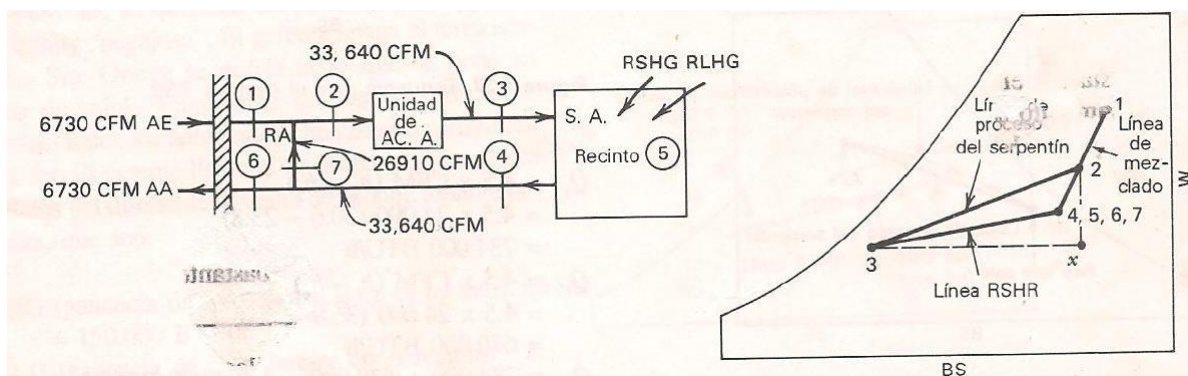 33, 640 CFM
RSHG RLHG
1
2
3
Unidad
de
AC. A.
S. A.
6730 CFM AE
RA
Recinto 5
6
7
26910 CFM
4
6730 CFM AA
33,640 CFM
1
Línea
de
mez-
clado
proceso
del serpentín
2
4, 5, 6, 7
3
x
Línea RSHR
W
BS